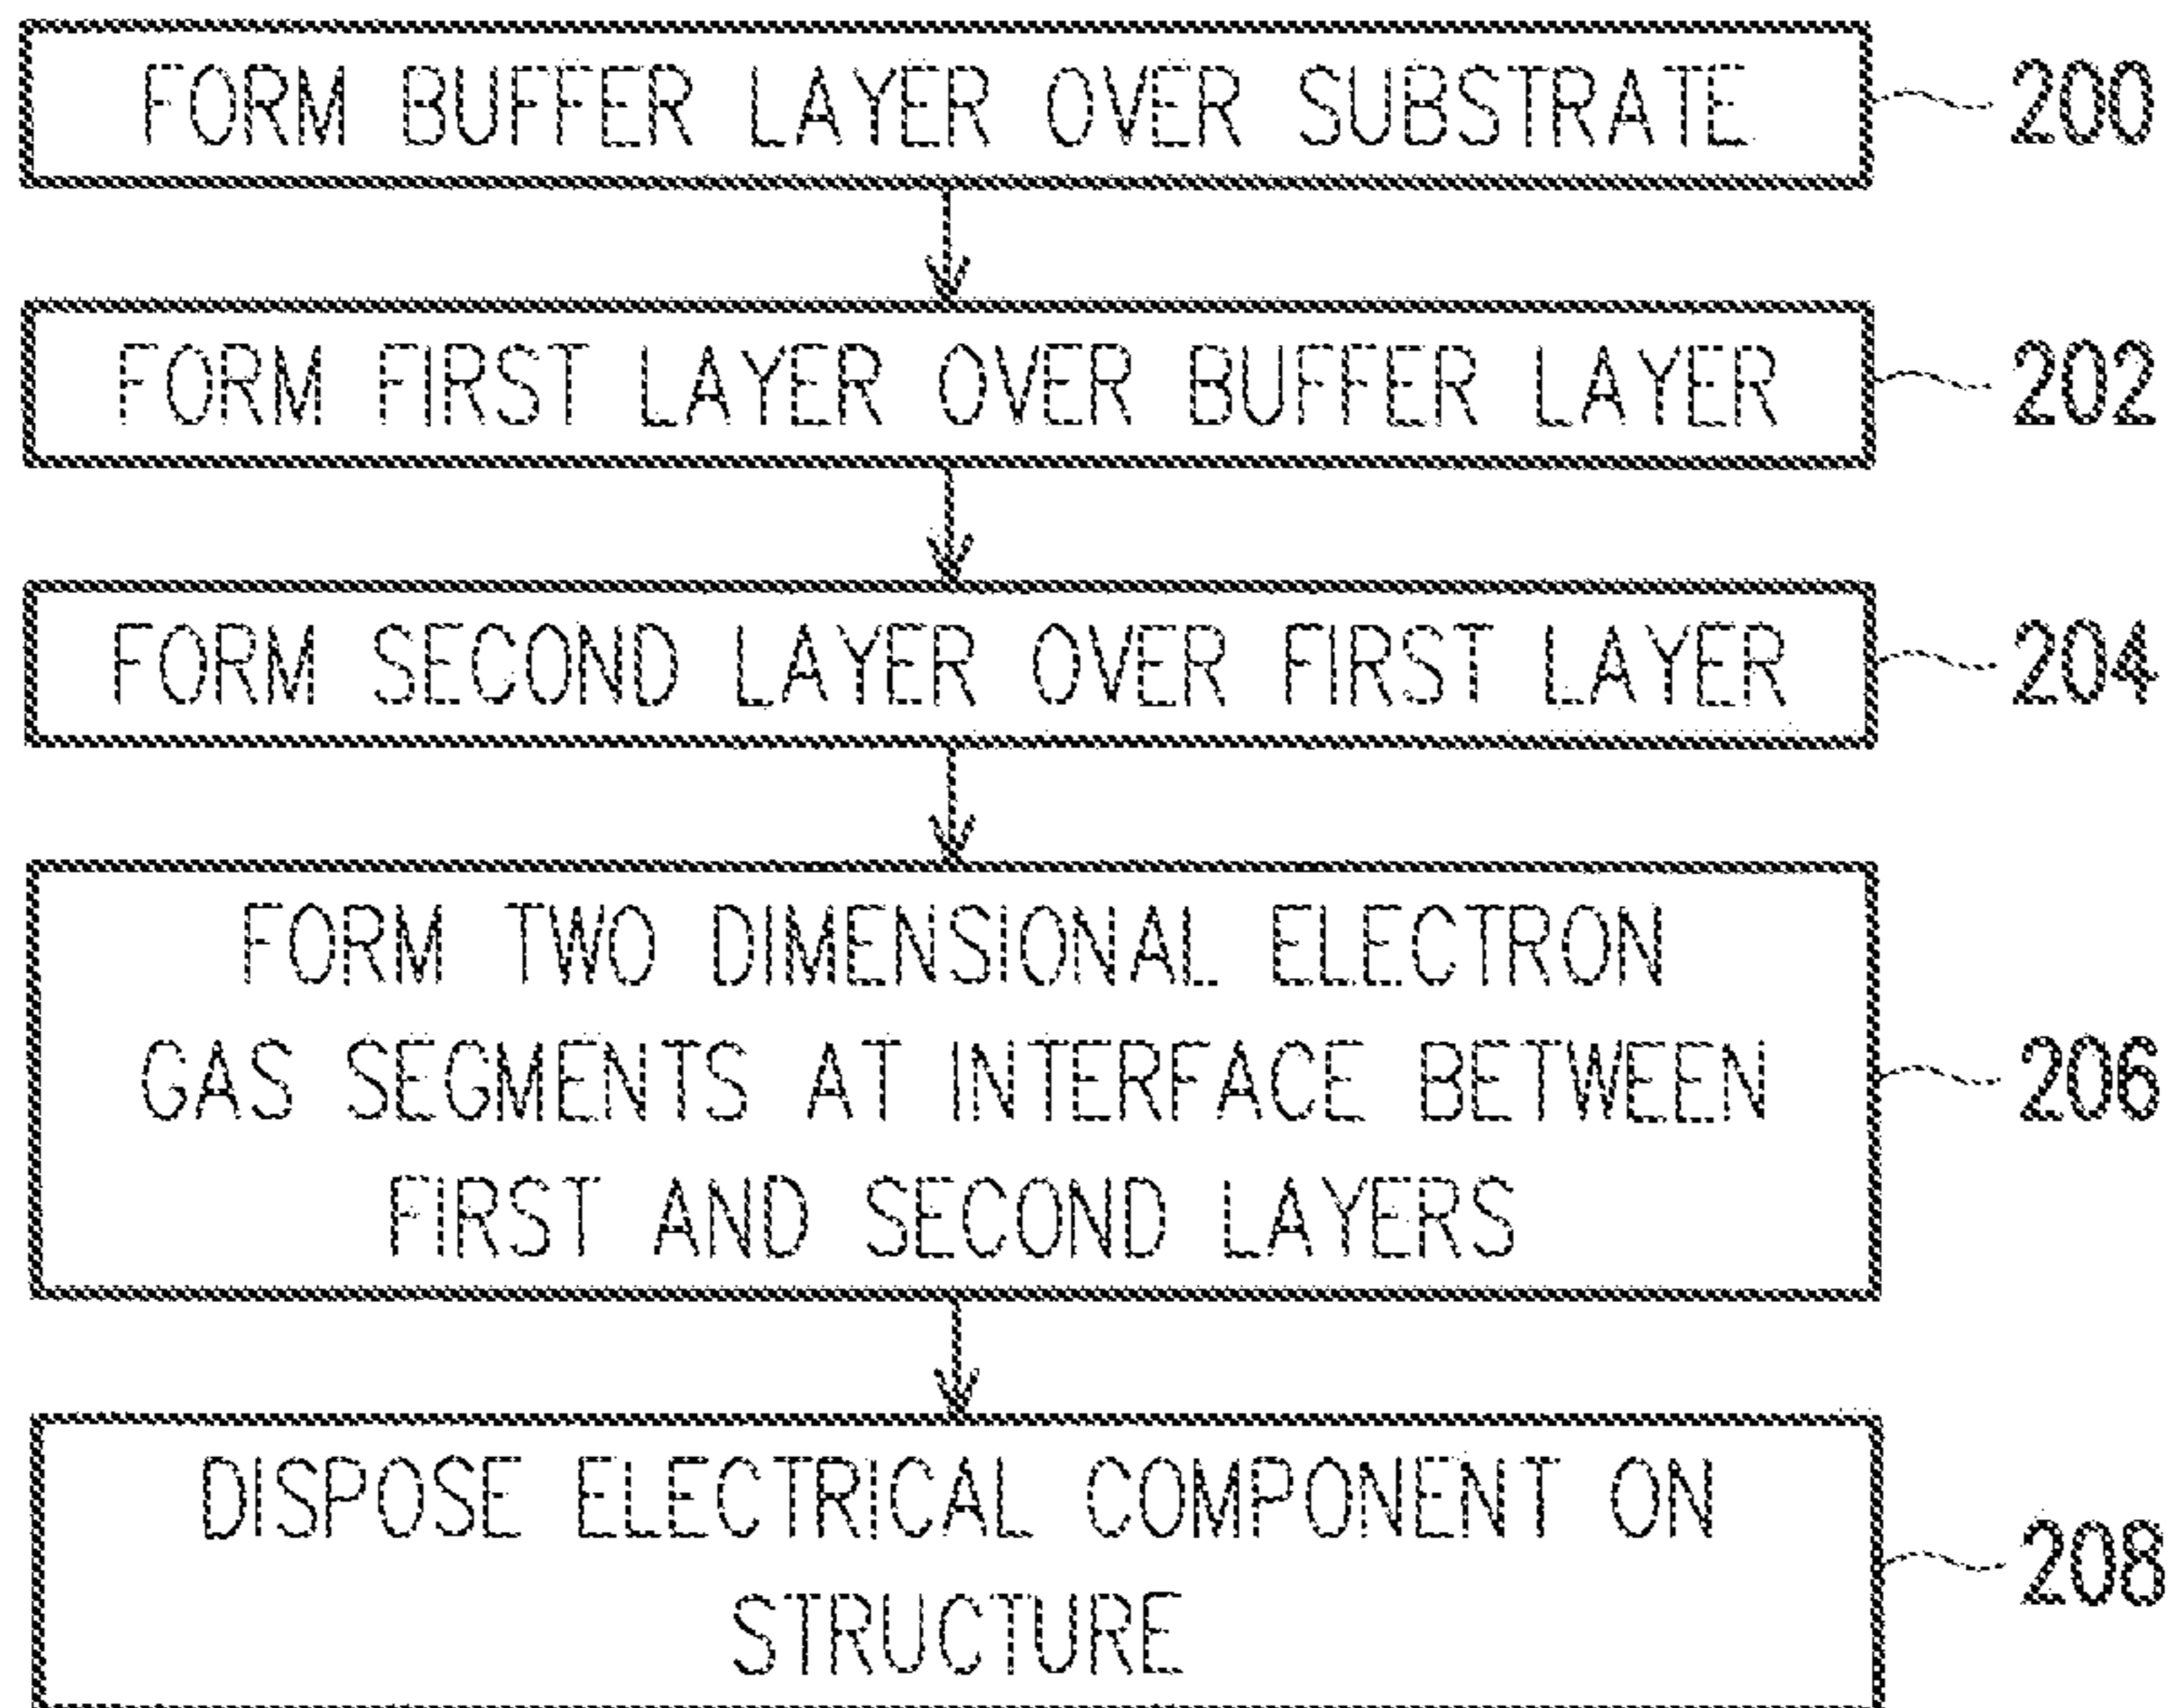 FORM BUFFER LAYER OVER SUBSTRATE 200
FORM FIRST LAYER OVER BUFFER LAYER 202
FORM SECOND LAYER OVER FIRST LAYER 204
FORM TWO DIMENSIONAL ELECTRON
GAS SEGMENTS AT INTERFACE BETWEEN 206
FIRST AND SECOND LAYERS
DISPOSE ELECTRICAL COMPONENT ON
STRUCTURE
208